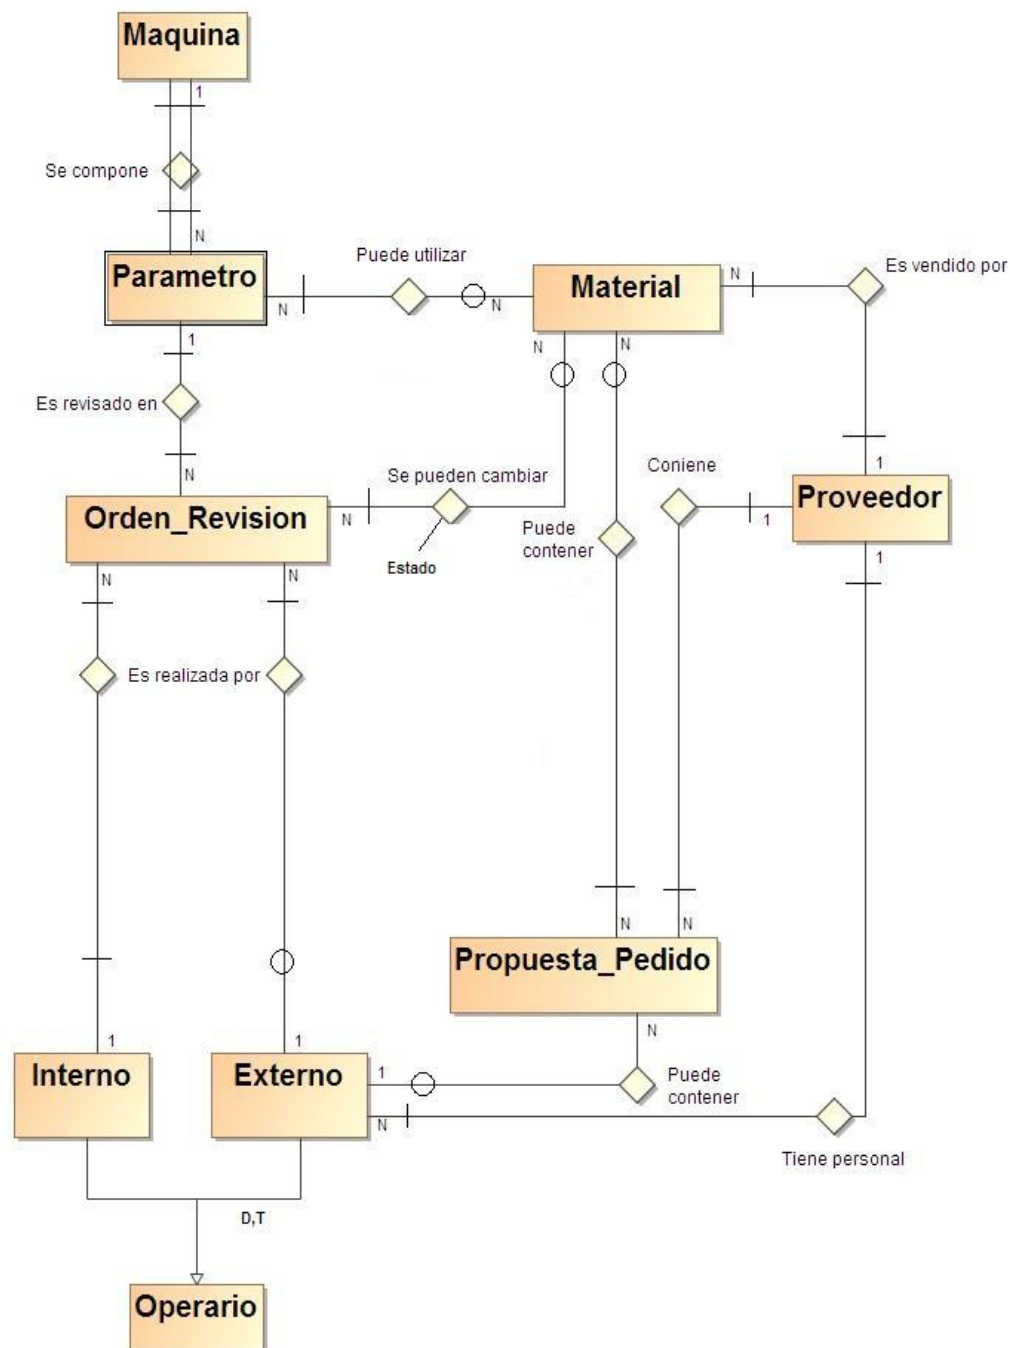 Maquina
1
Se compone
N
Parametro
N
Puede utilizar
N
Material
N
Es vendido por
1
Es revisado en
N
N
N
Orden_Revision
N
Se pueden cambiar
Estado
Puede
contener
Coniene
1
1
Proveedor
1
N
N
Es realizada por
N
N
Propuesta_Pedido
N
1
1
Interno
Externo
1
N
Puede
contener
Tiene personal
D,T
Operario